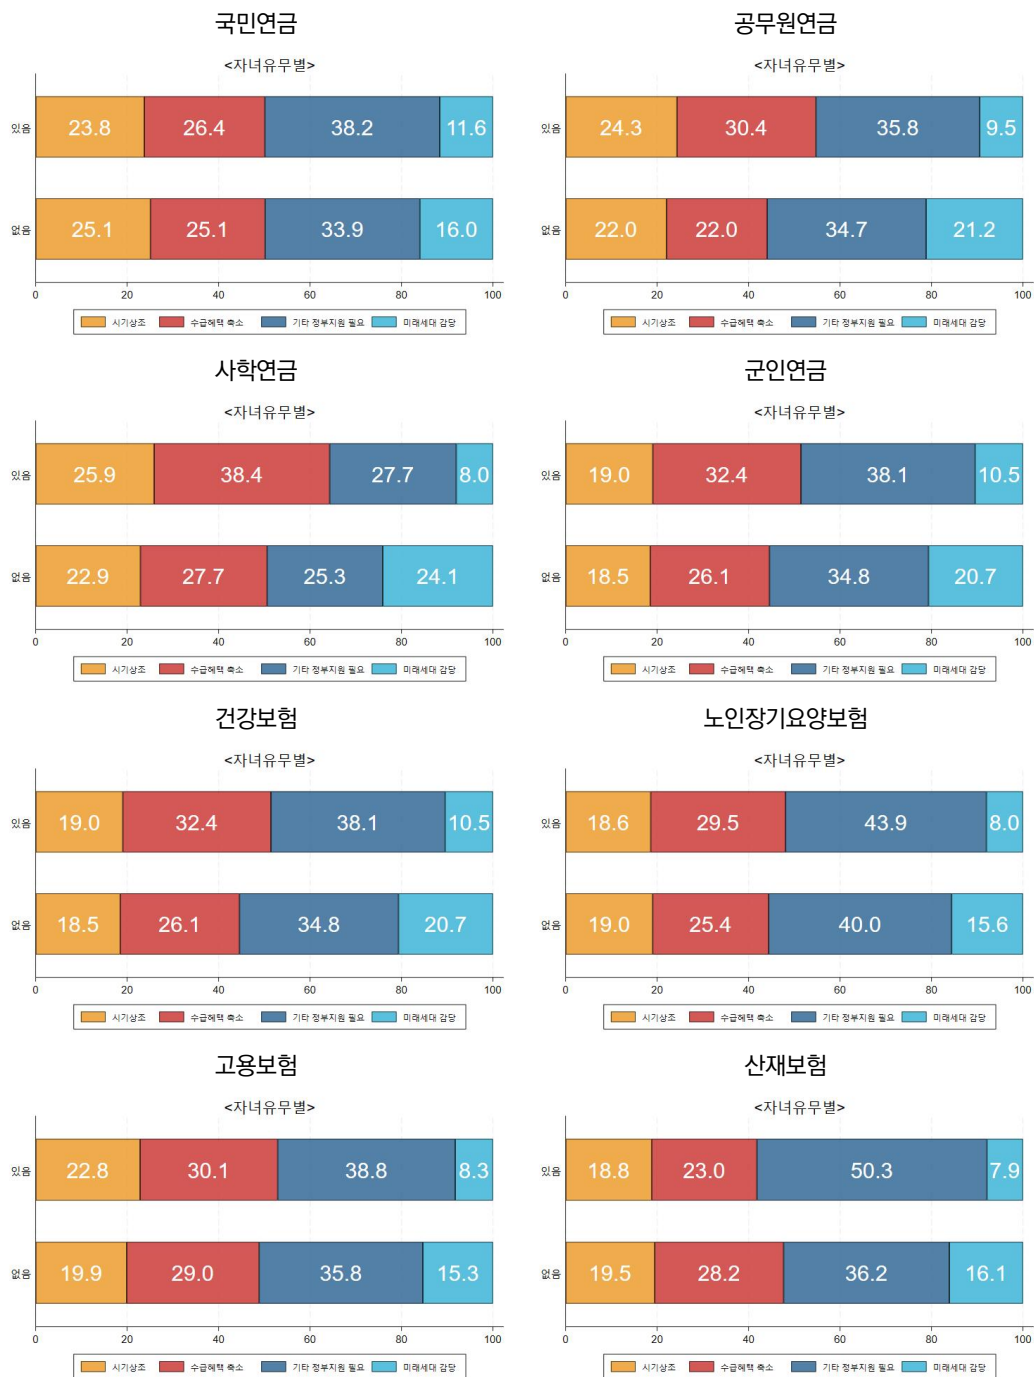 국민연금
<자녀유무별>
있음 23.8 26.4 38.2 11.6
없음 25.1 25.1 33.9 16.0
0 20 40 60 80 100
시기상조 수급혜택 축소 기타 정부지원 필요 미래세대 감당
공무원연금
<자녀유무별>
있음 24.3 30.4 35.8 9.5
없음 22.0 22.0 34.7 21.2
0 20 40 60 80 100
시기상조 수급혜택 축소 기타 정부지원 필요 미래세대 감당
사학연금
<자녀유무별>
있음 25.9 38.4 27.7 8.0
없음 22.9 27.7 25.3 24.1
0 20 40 60 80 100
시기상조 수급혜택 축소 기타 정부지원 필요 미래세대 감당
군인연금
<자녀유무별>
있음 19.0 32.4 38.1 10.5
없음 18.5 26.1 34.8 20.7
0 20 40 60 80 100
시기상조 수급혜택 축소 기타 정부지원 필요 미래세대 감당
건강보험
<자녀유무별>
있음 19.0 32.4 38.1 10.5
없음 18.5 26.1 34.8 20.7
0 20 40 60 80 100
시기상조 수급혜택 축소 기타 정부지원 필요 미래세대 감당
노인장기요양보험
<자녀유무별>
있음 18.6 29.5 43.9 8.0
없음 19.0 25.4 40.0 15.6
0 20 40 60 80 100
시기상조 수급혜택 축소 기타 정부지원 필요 미래세대 감당
고용보험
<자녀유무별>
있음 22.8 30.1 38.8 8.3
없음 19.9 29.0 35.8 15.3
0 20 40 60 80 100
시기상조 수급혜택 축소 기타 정부지원 필요 미래세대 감당
산재보험
<자녀유무별>
있음 18.8 23.0 50.3 7.9
없음 19.5 28.2 36.2 16.1
0 20 40 60 80 100
시기상조 수급혜택 축소 기타 정부지원 필요 미래세대 감당